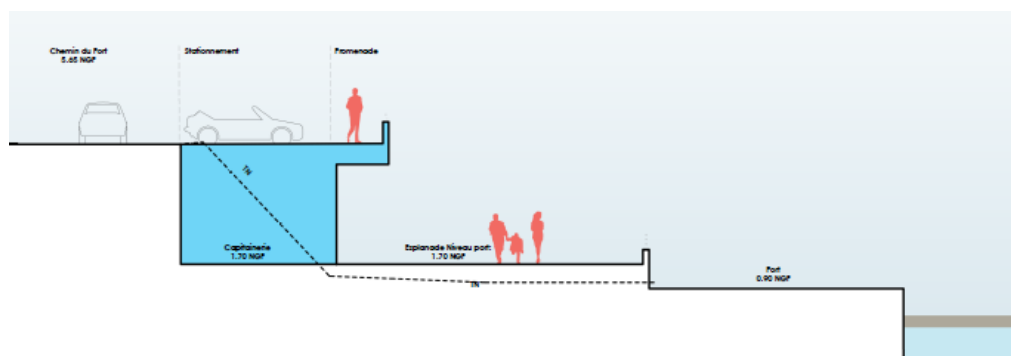 Chemin du Port
5.65 NGF
Stationnement
Promenade
TN
Capitainerie
1.70 NGF
Esplanade Niveau port:
1.70 NGF
TN
Port
0.90 NGF